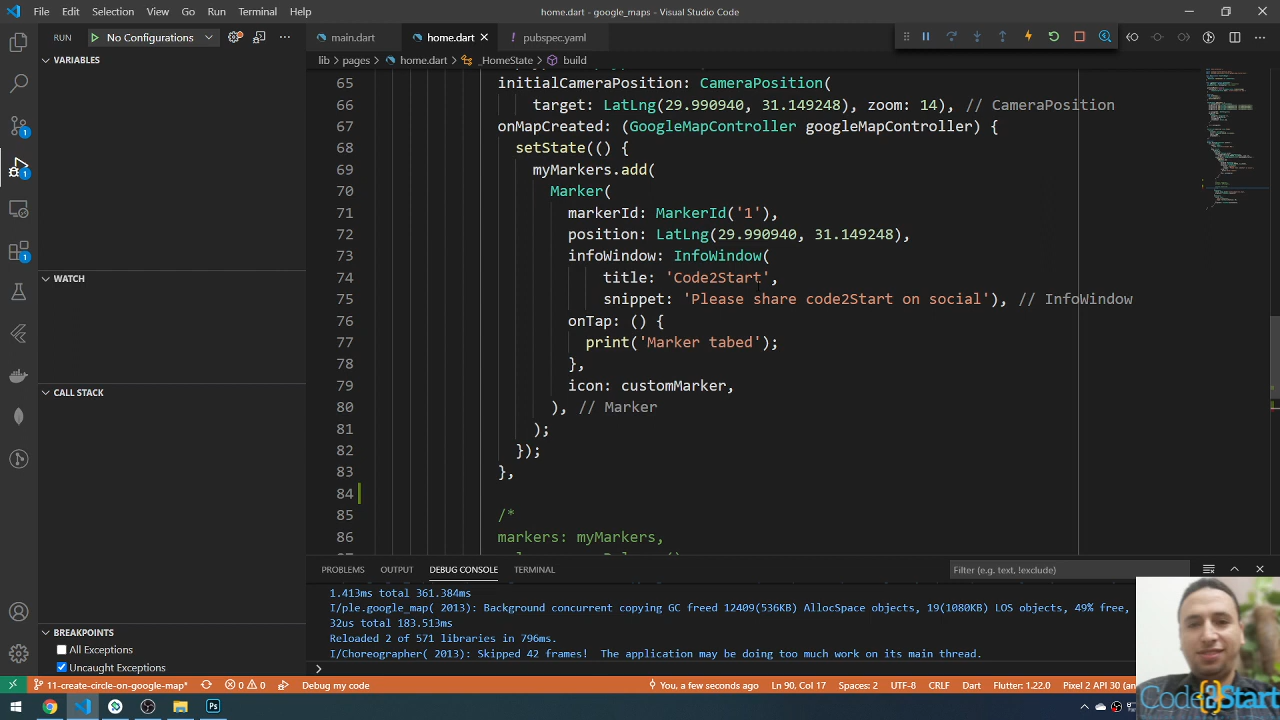 File Edit Selection View Go Run Terminal Help
home.dart - google_maps - Visual Studio Code
RUN No Configurations
main.dart home.dart pubspec.yaml
lib pages home.dart _HomeState build
VARIABLES
WATCH
CALL STACK
BREAKPOINTS
All Exceptions
Uncaught Exceptions
65 initialCameraPosition: CameraPosition(
66 target: LatLng(29.990940, 31.149248), zoom: 14), // CameraPosition
67 onMapCreated: (GoogleMapController googleMapController) {
68 setState(() {
69 myMarkers.add(
70 Marker(
71 markerId: MarkerId('1'),
72 position: LatLng(29.990940, 31.149248),
73 infoWindow: InfoWindow(
74 title: 'Code2Start',
75 snippet: 'Please share code2Start on social'), // InfoWindow
76 onTap: () {
77 print('Marker tabed');
78 },
79 icon: customMarker,
80 ), // Marker
81 );
82 });
83 },
84
85 /*
86 markers: myMarkers,
PROBLEMS OUTPUT DEBUG CONSOLE TERMINAL
Filter (e.g. text, !exclude)
1.413ms total 361.384ms
I/ple.google_map( 2013): Background concurrent copying GC freed 12409(536KB) AllocSpace objects, 19(1080KB) LOS objects, 49% free,
32us total 183.513ms
Reloaded 2 of 571 libraries in 796ms.
I/Choreographer( 2013): Skipped 42 frames! The application may be doing too much work on its main thread.
11-create-circle-on-google-map* 0 0 Debug my code
You, a few seconds ago Ln 90, Col 17 Spaces: 2 UTF-8 CRLF Dart Flutter: 1.22.0 Pixel 2 API 30
Code2Start